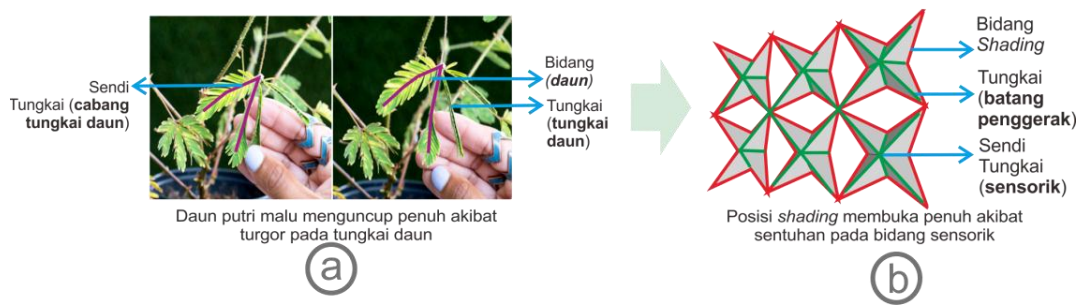 Sendi
Tungkai (cabang
tungkai daun)
Bidang
(daun)
Tungkai
(tungkai
daun)
Daun putri malu menguncup penuh akibat
turgor pada tungkai daun
a
Bidang
Shading
Tungkai
(batang
penggerak)
Sendi
Tungkai
(sensorik)
Posisi shading membuka penuh akibat
sentuhan pada bidang sensorik
b